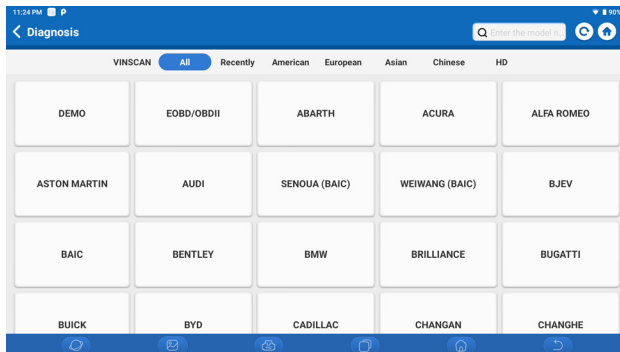 11:24 PM 90%
Diagnosis Enter the model n...
VINSCAN All Recently American European Asian Chinese HD
DEMO EOBD/OBDII ABARTH ACURA ALFA ROMEO
ASTON MARTIN AUDI SENOUA (BAIC) WEIWANG (BAIC) BJEV
BAIC BENTLEY BMW BRILLIANCE BUGATTI
BUICK BYD CADILLAC CHANGAN CHANGHE